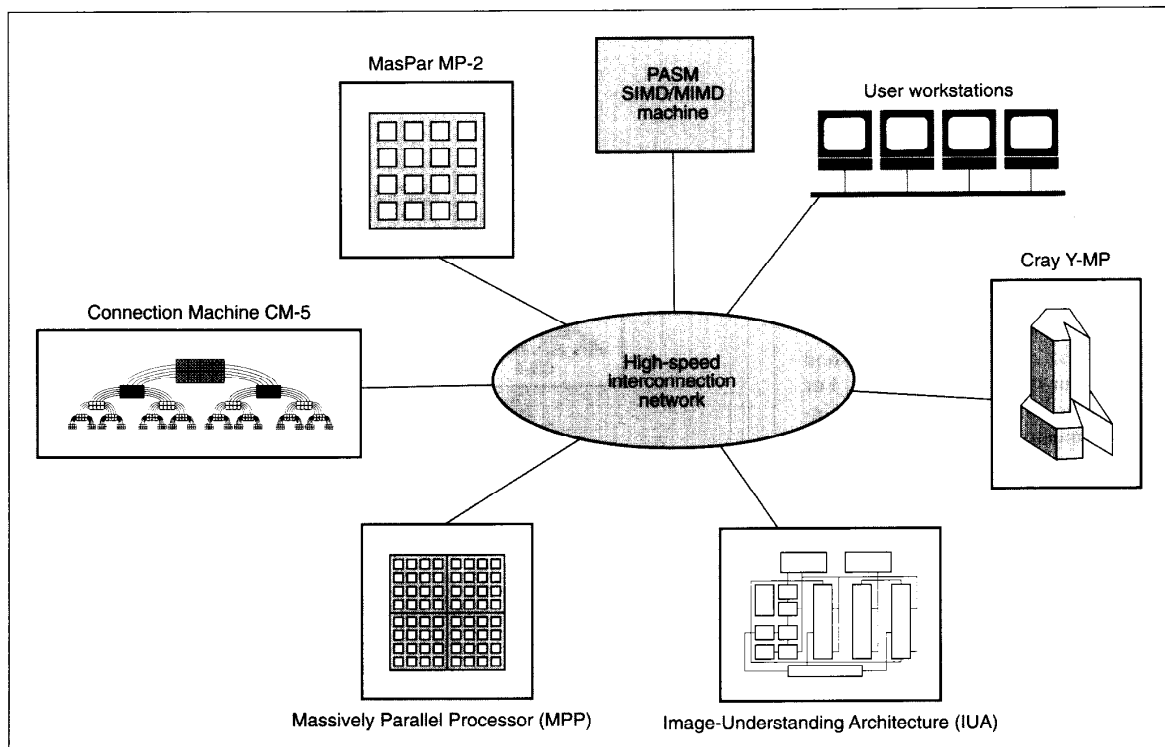 MasPar MP-2
PASM
SIMD/MIMD
machine
User workstations
Cray Y-MP
Connection Machine CM-5
High-speed
interconnection
network
Massively Parallel Processor (MPP)
Image-Understanding Architecture (IUA)